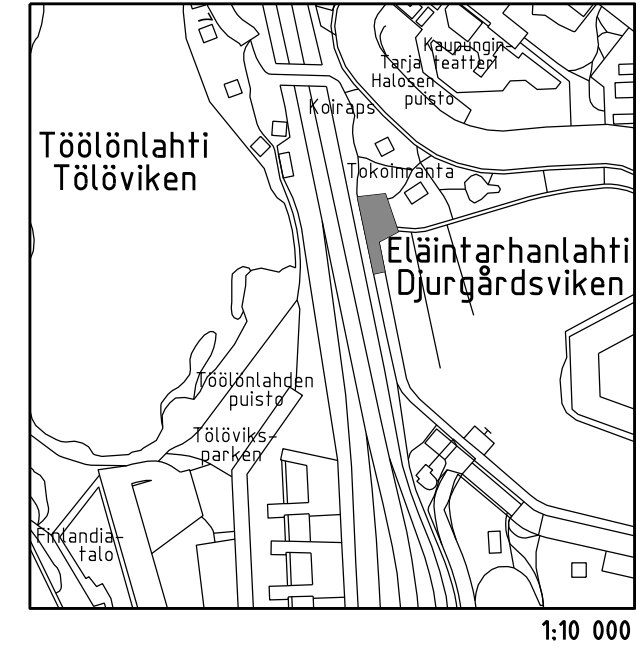 Kaupungin-
Tarja teatteri
Halosen
puisto
Koiraps
Töölönlahti
Tölöviken
Tokoinranta
Eläintarhanlahti
Djurgårdsviken
Töölönlahden
puisto
Tölöviks-
parken
Finlandia-
talo
1:10 000